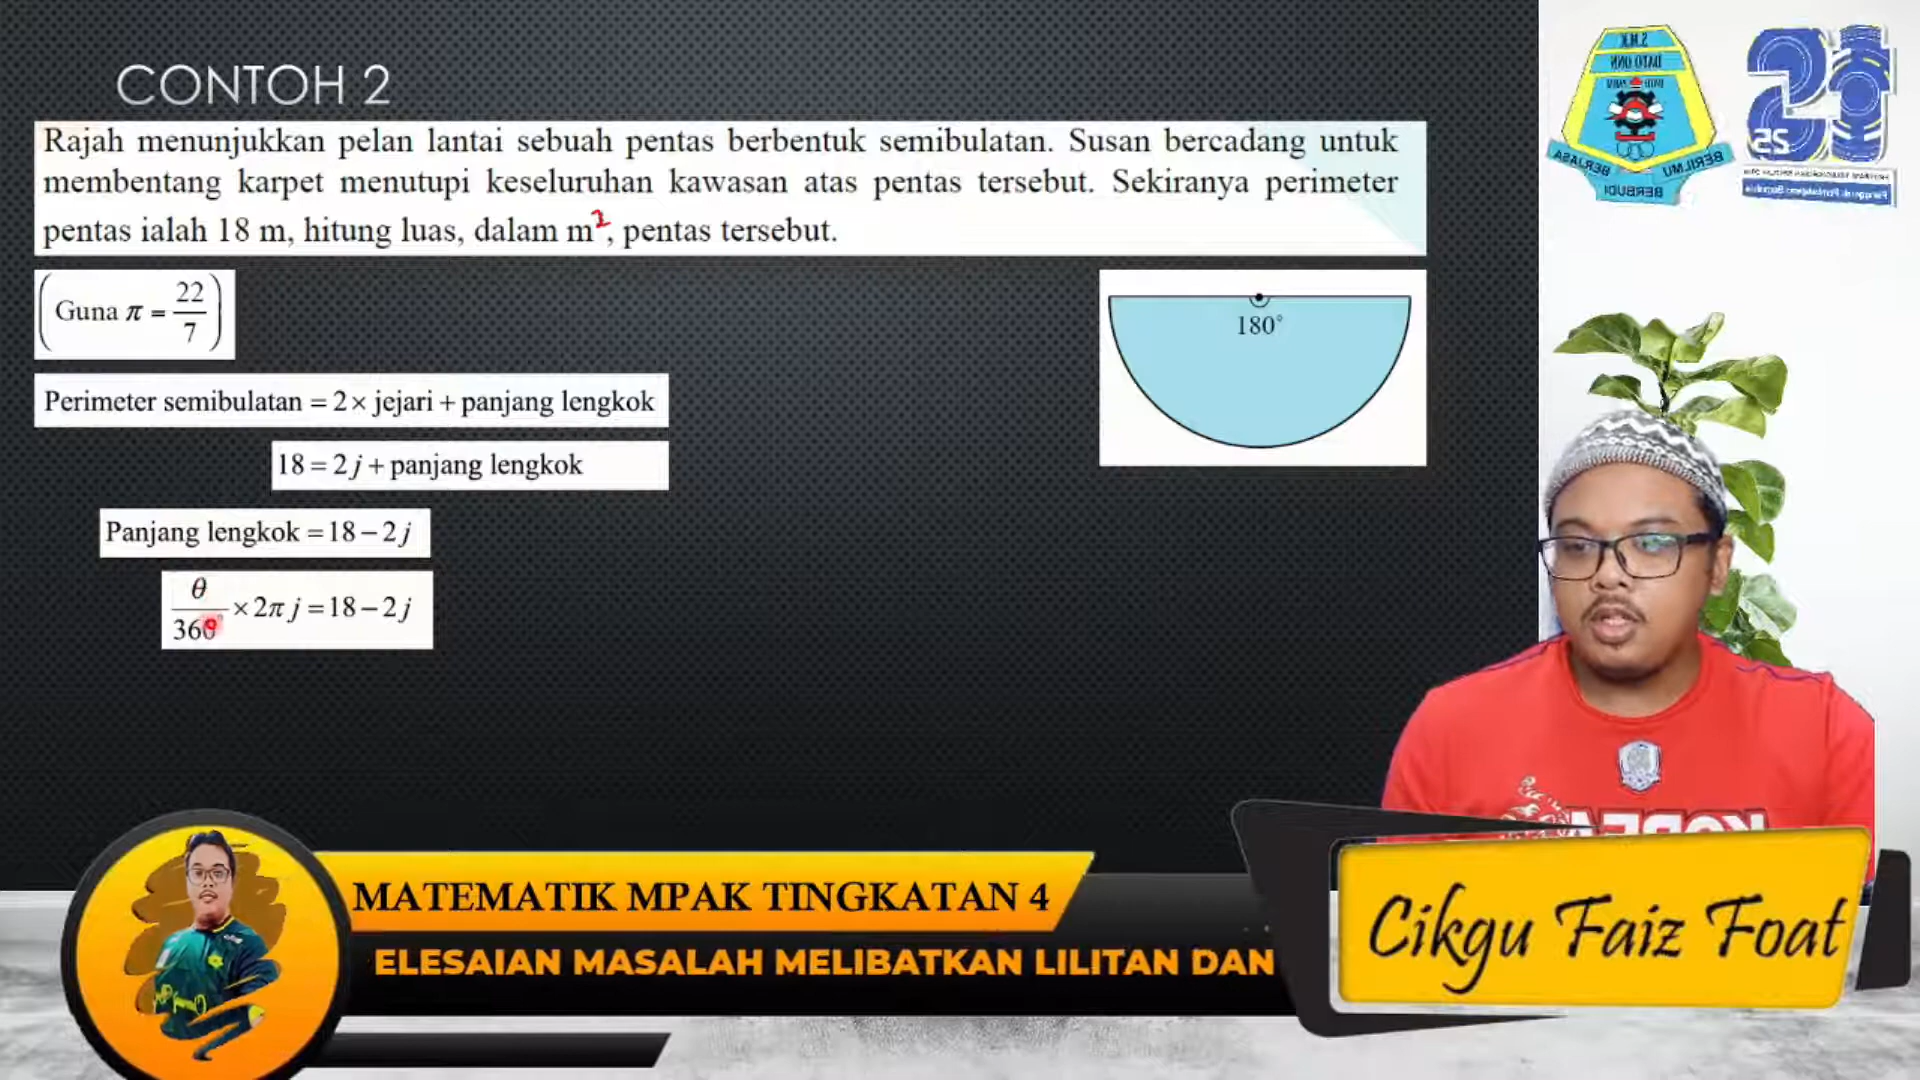 CONTOH 2
Rajah menunjukkan pelan lantai sebuah pentas berbentuk semibulatan. Susan bercadang untuk
membentang karpet menutupi keseluruhan kawasan atas pentas tersebut. Sekiranya perimeter
pentas ialah 18 m, hitung luas, dalam m², pentas tersebut.
(Guna π = 22/7)
180°
Perimeter semibulatan = 2 × jejari + panjang lengkok
18 = 2j + panjang lengkok
Panjang lengkok = 18 – 2j
θ/360° × 2π j = 18 – 2j
S.M.K
DATO ONN
BERILMU
BERBUDI
BERJASA
MATEMATIK MPAK TINGKATAN 4
ELESAIAN MASALAH MELIBATKAN LILITAN DAN
Cikgu Faiz Foat